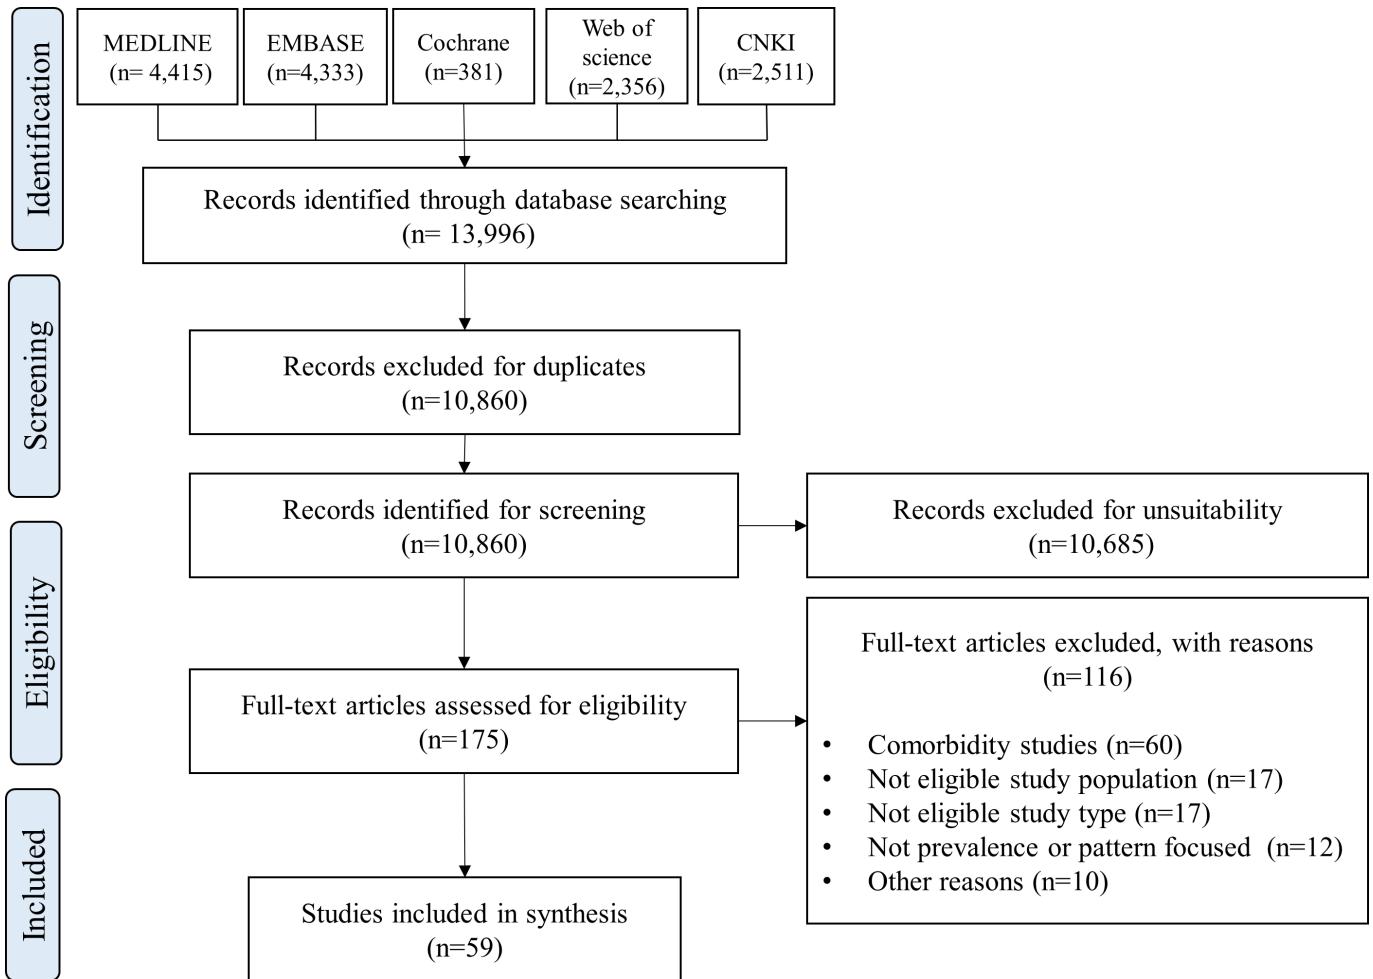 Identification
MEDLINE
(n= 4,415)
EMBASE
(n=4,333)
Cochrane
(n=381)
Web of
science
(n=2,356)
CNKI
(n=2,511)
Records identified through database searching
(n= 13,996)
Screening
Records excluded for duplicates
(n=10,860)
Records identified for screening
(n=10,860)
Records excluded for unsuitability
(n=10,685)
Eligibility
Full-text articles assessed for eligibility
(n=175)
Full-text articles excluded, with reasons
(n=116)
• Comorbidity studies (n=60)
• Not eligible study population (n=17)
• Not eligible study type (n=17)
• Not prevalence or pattern focused (n=12)
• Other reasons (n=10)
Included
Studies included in synthesis
(n=59)